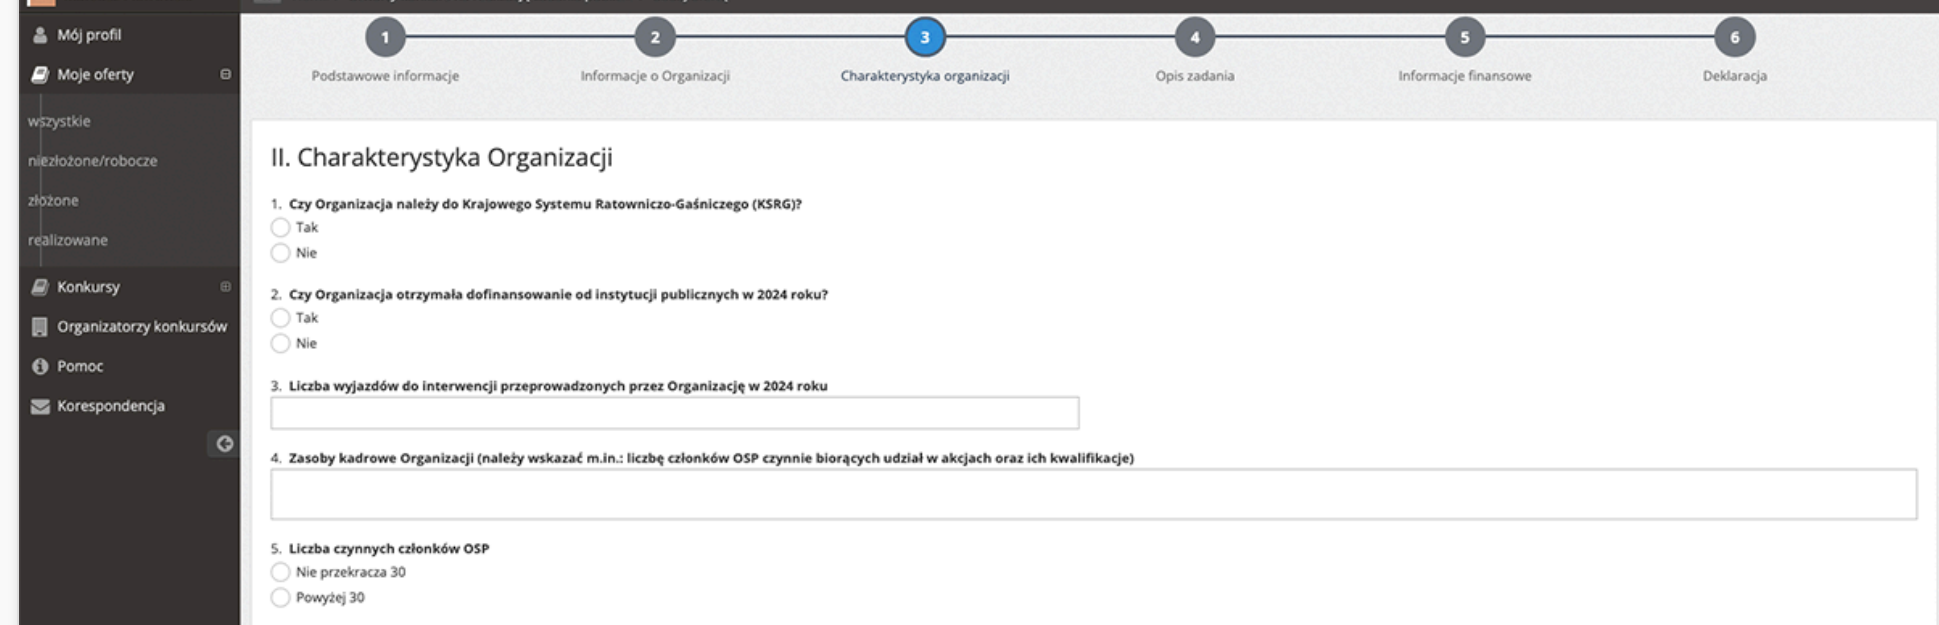 Mój profil
Moje oferty
wszystkie
niezłożone/robocze
złożone
realizowane
Konkursy
Organizatorzy konkursów
Pomoc
Korespondencja
1 2 3 4 5 6
Podstawowe informacje Informacje o Organizacji Charakterystyka organizacji Opis zadania Informacje finansowe Deklaracja
II. Charakterystyka Organizacji
1. Czy Organizacja należy do Krajowego Systemu Ratowniczo-Gaśniczego (KSRG)?
Tak
Nie
2. Czy Organizacja otrzymała dofinansowanie od instytucji publicznych w 2024 roku?
Tak
Nie
3. Liczba wyjazdów do interwencji przeprowadzonych przez Organizację w 2024 roku
4. Zasoby kadrowe Organizacji (należy wskazać m.in.: liczbę członków OSP czynnie biorących udział w akcjach oraz ich kwalifikacje)
5. Liczba czynnych członków OSP
Nie przekracza 30
Powyżej 30